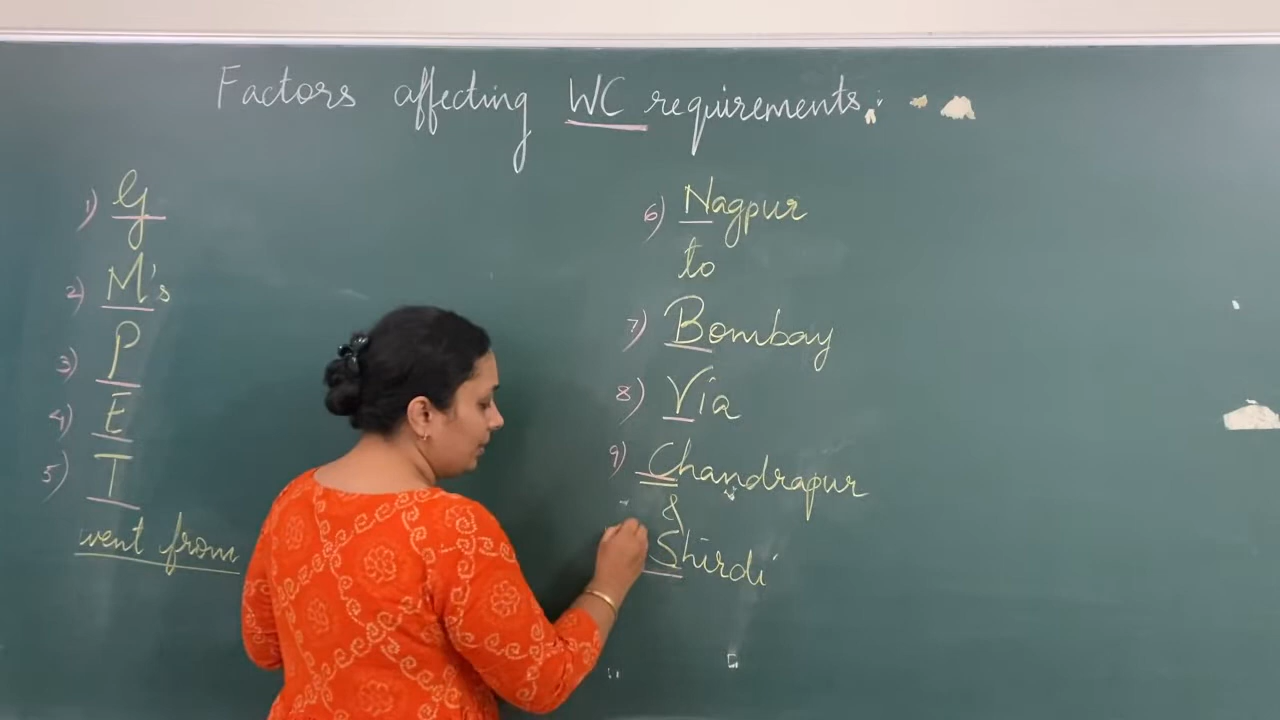 Factors affecting WC requirements:
1) G
2) M's
3) P
4) E
5) T
went from
6) Nagpur
to
7) Bombay
8) Via
9) Chandrapur
&
Shirdi